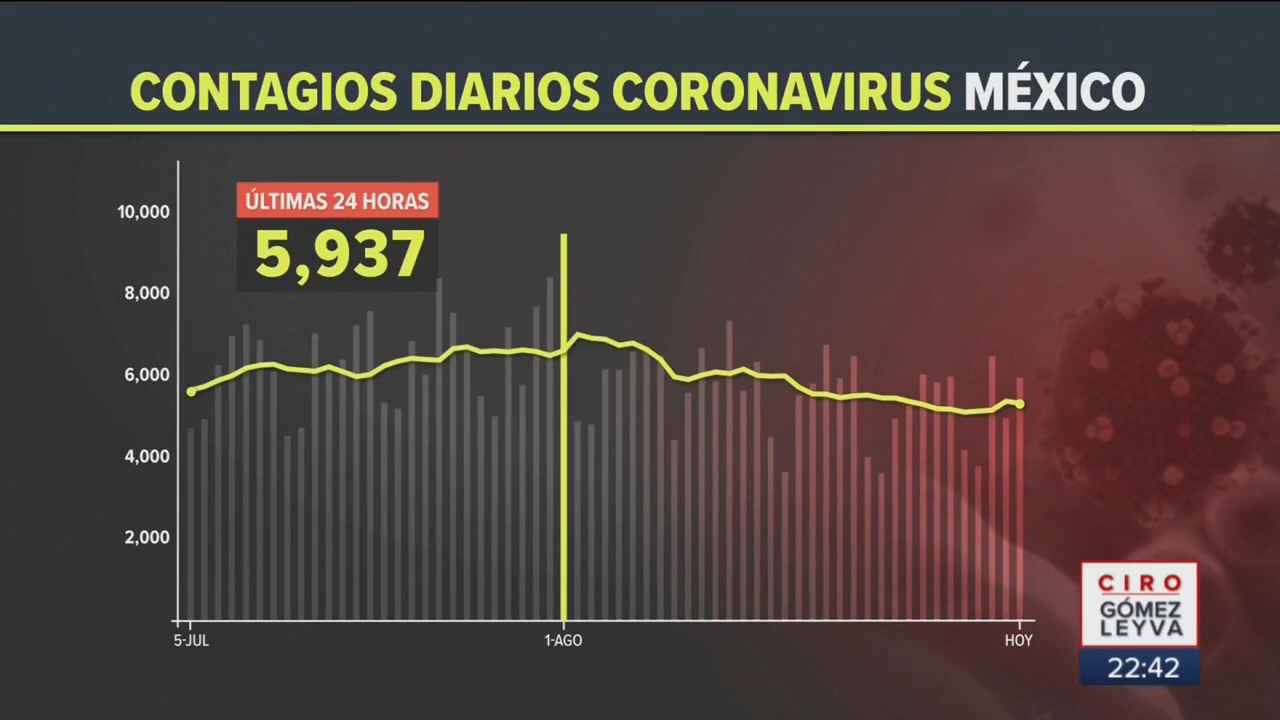 CONTAGIOS DIARIOS CORONAVIRUS MÉXICO
ÚLTIMAS 24 HORAS
5,937
10,000
8,000
6,000
4,000
2,000
5-JUL
1-AGO
HOY
CIRO
GÓMEZ
LEYVA
22:42